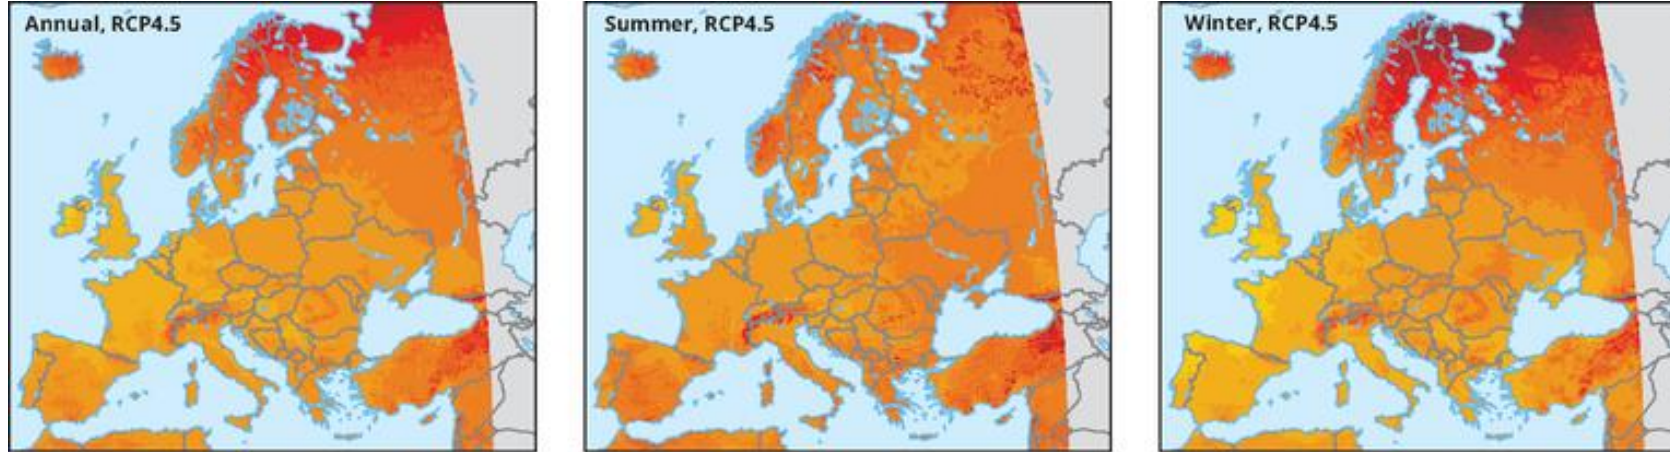 Annual, RCP4.5
Summer, RCP4.5
Winter, RCP4.5